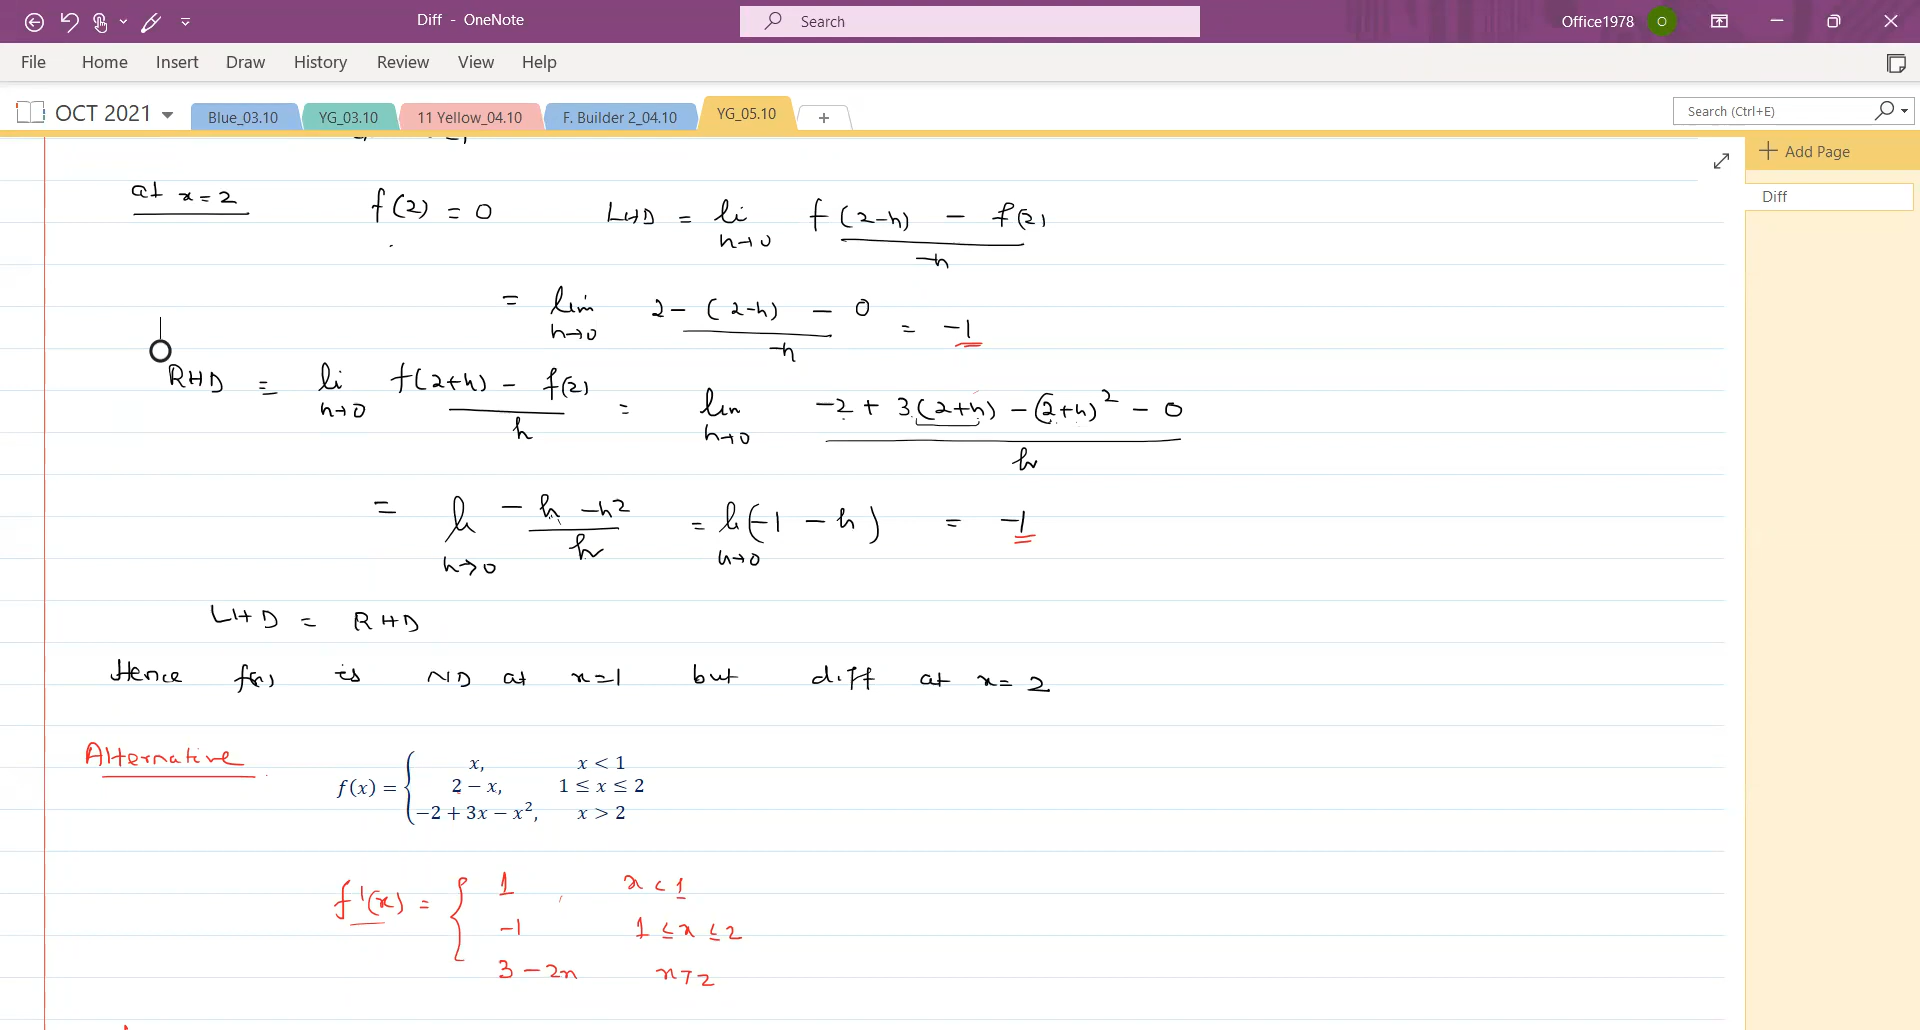 Diff - OneNote
Search
Office1978
O
File Home Insert Draw History Review View Help
OCT 2021
Blue_03.10
YG_03.10
11 Yellow_04.10
F. Builder 2_04.10
YG_05.10
+
Search (Ctrl+E)
Add Page
Diff
at x = 2 f(2) = 0 LHD = li h→0 f(2-h) - f(2) / -h
= lim h→0 2 - (2-h) - 0 / -h = -1
RHD = li h→0 f(2+h) - f(2) / h = lim h→0 -2 + 3(2+h) - (2+h)² - 0 / h
= li h→0 -h - h² / h = li h→0 (-1 - h) = -1
LHD = RHD
Hence f(x) is ND at x=1 but diff at x = 2
Alternative
f(x) = { x, x < 1
2 − x, 1 ≤ x ≤ 2
−2 + 3x − x², x > 2
f'(x) = { 1, x < 1
-1 1 ≤ x ≤ 2
3 - 2x x > 2